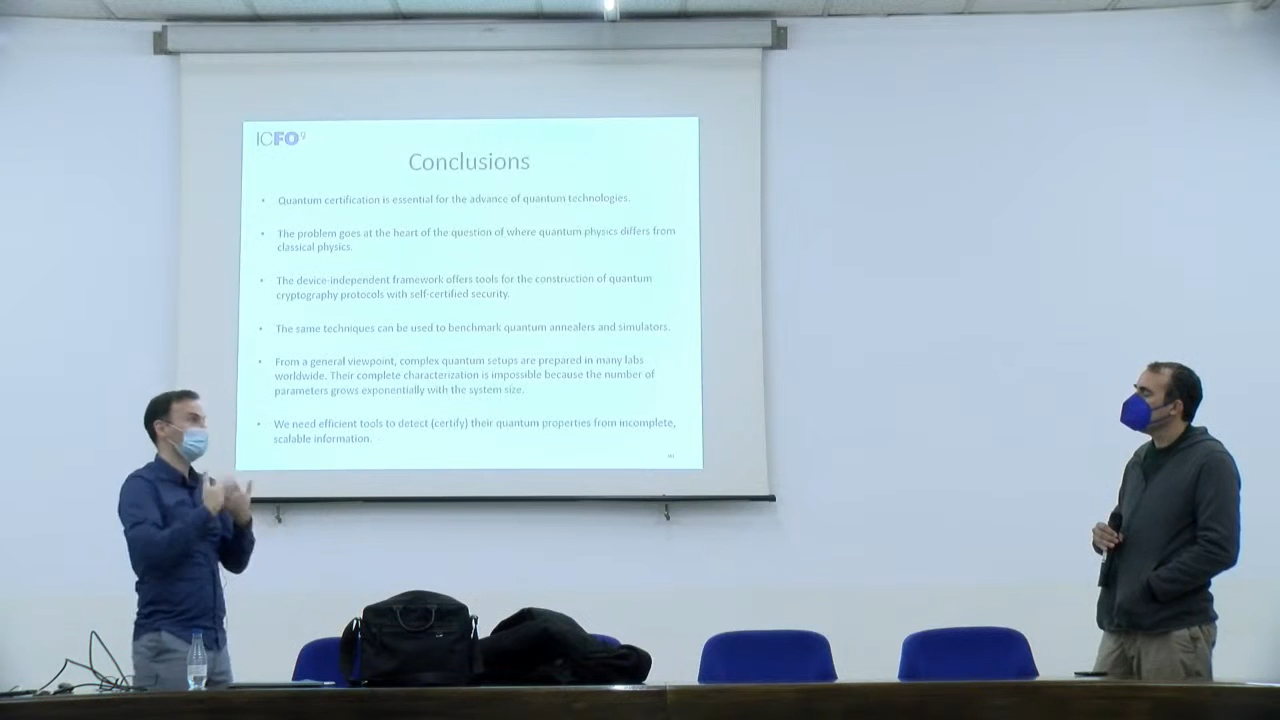 ICFO
Conclusions
• Quantum certification is essential for the advance of quantum technologies.
• The problem goes at the heart of the question of where quantum physics differs from
classical physics.
• The device-independent framework offers tools for the construction of quantum
cryptography protocols with self-certified security.
• The same techniques can be used to benchmark quantum annealers and simulators.
• From a general viewpoint, complex quantum setups are prepared in many labs
worldwide. Their complete characterization is impossible because the number of
parameters grows exponentially with the system size.
• We need efficient tools to detect (certify) their quantum properties from incomplete,
scalable information.